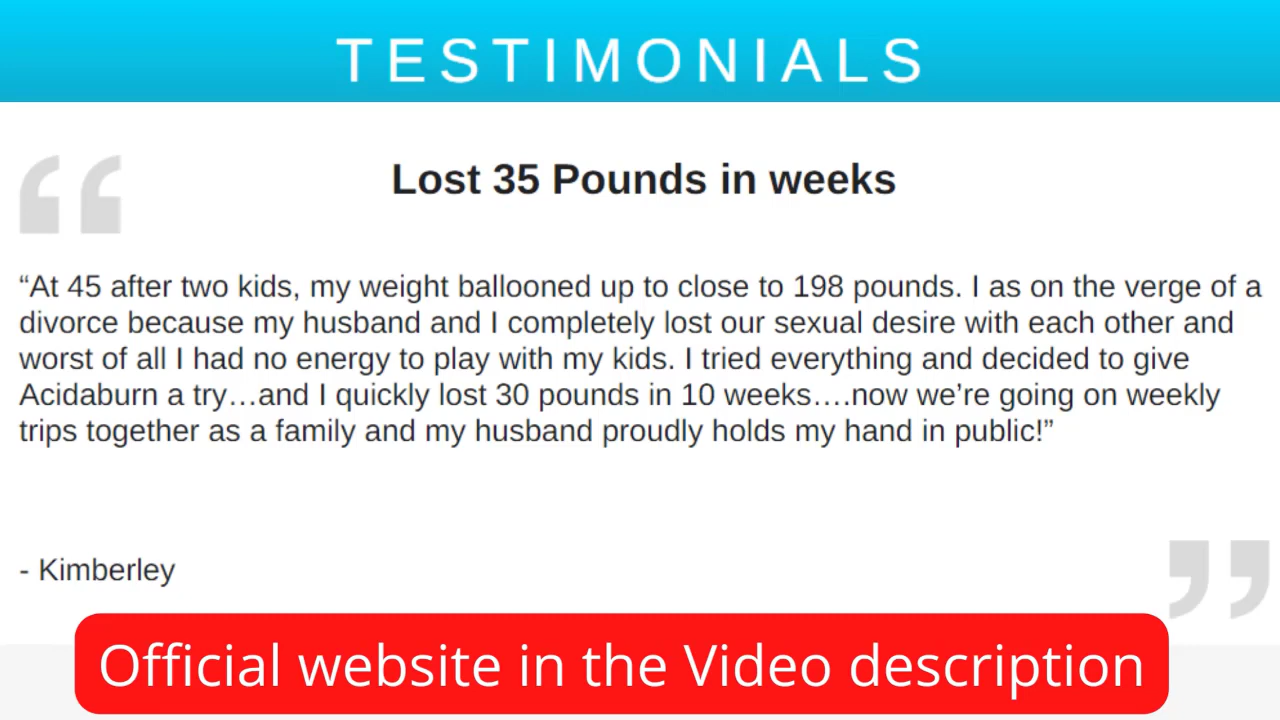 TESTIMONIALS
Lost 35 Pounds in weeks
“At 45 after two kids, my weight ballooned up to close to 198 pounds. I as on the verge of a
divorce because my husband and I completely lost our sexual desire with each other and
worst of all I had no energy to play with my kids. I tried everything and decided to give
Acidaburn a try…and I quickly lost 30 pounds in 10 weeks….now we’re going on weekly
trips together as a family and my husband proudly holds my hand in public!”
- Kimberley
Official website in the Video description